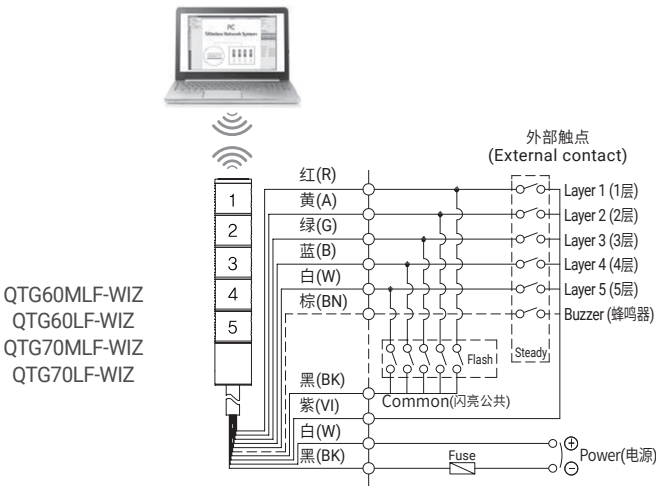 PC
Wireless Network System
外部触点
(External contact)
红(R)
黄(A)
绿(G)
蓝(B)
白(W)
棕(BN)
黑(BK)
紫(VI)
白(W)
黑(BK)
1
2
3
4
5
QTG60MLF-WIZ
QTG60LF-WIZ
QTG70MLF-WIZ
QTG70LF-WIZ
Layer 1 (1层)
Layer 2 (2层)
Layer 3 (3层)
Layer 4 (4层)
Layer 5 (5层)
Buzzer (蜂鸣器)
Flash
Steady
Common(闪亮公共)
Fuse
Power(电源)